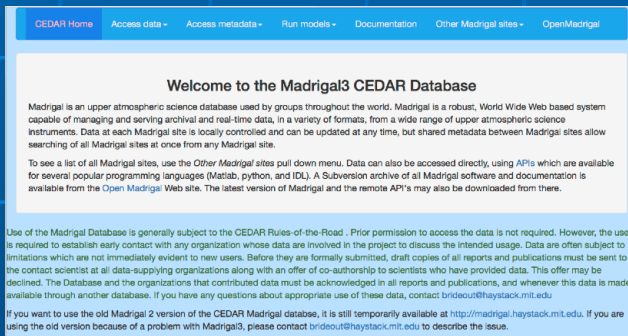 CEDAR Home Access data Access metadata Run models Documentation Other Madrigal sites OpenMadrigal
Welcome to the Madrigal3 CEDAR Database
Madrigal is an upper atmospheric science database used by groups throughout the world. Madrigal is a robust, World Wide Web based system
capable of managing and serving archival and real-time data, in a variety of formats, from a wide range of upper atmospheric science
instruments. Data at each Madrigal site is locally controlled and can be updated at any time, but shared metadata between Madrigal sites allow
searching of all Madrigal sites at once from any Madrigal site.
To see a list of all Madrigal sites, use the Other Madrigal sites pull down menu. Data can also be accessed directly, using APIs which are available
for several popular programming languages (Matlab, python, and IDL). A Subversion archive of all Madrigal software and documentation is
available from the Open Madrigal Web site. The latest version of Madrigal and the remote API's may also be downloaded from there.
Use of the Madrigal Database is generally subject to the CEDAR Rules-of-the-Road . Prior permission to access the data is not required. However, the use
is required to establish early contact with any organization whose data are involved in the project to discuss the intended usage. Data are often subject to
limitations which are not immediately evident to new users. Before they are formally submitted, draft copies of all reports and publications must be sent to
the contact scientist at all data-supplying organizations along with an offer of co-authorship to scientists who have provided data. This offer may be
declined. The Database and the organizations that contributed data must be acknowledged in all reports and publications, and whenever this data is made
available through another database. If you have any questions about appropriate use of these data, contact brideout@haystack.mit.edu
If you want to use the old Madrigal 2 version of the CEDAR Madrigal databse, it is still temporarily available at http://madrigal.haystack.mit.edu. If you are
using the old version because of a problem with Madrigal3, please contact brideout@haystack.mit.edu to describe the issue.